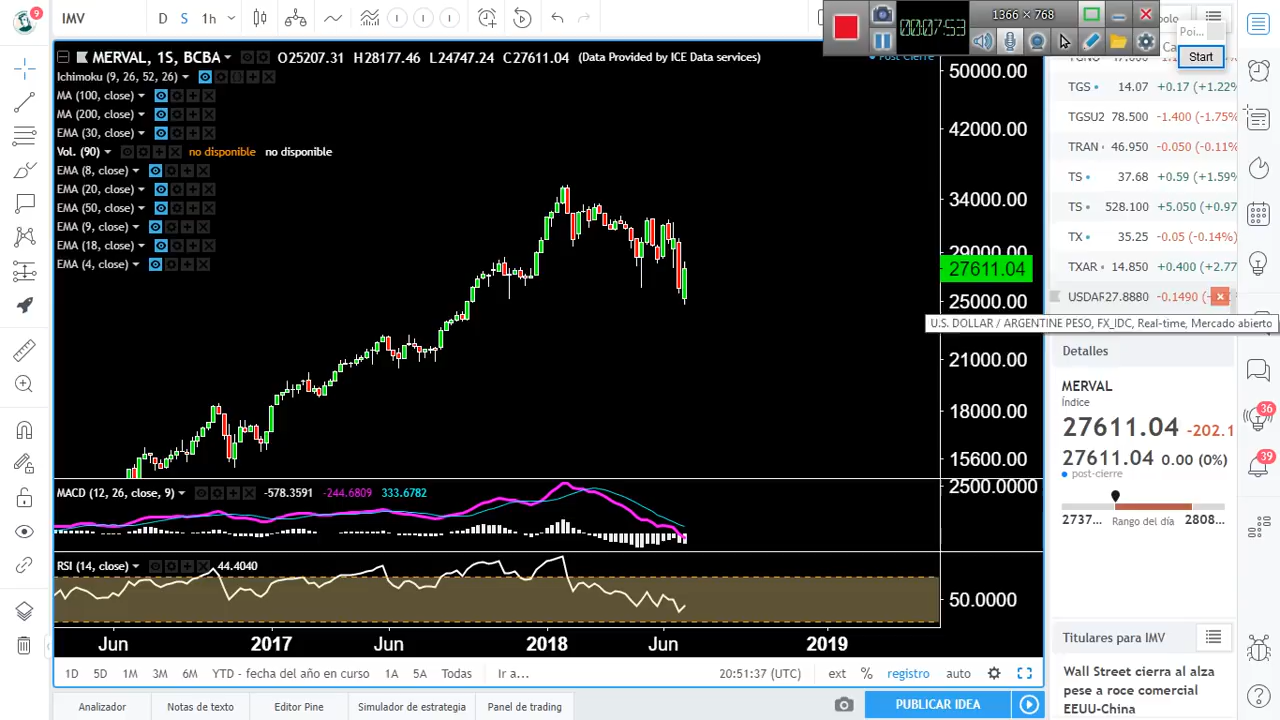 IMV D S 1h
00:07:53 1366 × 768
Poi...
Start
MERVAL, 1S, BCBA O25207.31 H28177.46 L24747.24 C27611.04 (Data Provided by ICE Data services)
Post Cierre
Ichimoku (9, 26, 52, 26)
MA (100, close)
MA (200, close)
EMA (30, close)
Vol. (90) no disponible no disponible
EMA (8, close)
EMA (20, close)
EMA (50, close)
EMA (9, close)
EMA (18, close)
EMA (4, close)
50000.00
42000.00
34000.00
29000.00
27611.04
25000.00
21000.00
18000.00
15600.00
TGS 14.07 +0.17 (+1.22%
TGSU2 78.500 -1.400 (-1.75%
TRAN 46.950 -0.050 (-0.11%
TS 37.68 +0.59 (+1.59%
TS 528.100 +5.050 (+0.97
TX 35.25 -0.05 (-0.14%)
TXAR 14.850 +0.400 (+2.77
USDAR 27.8880 -0.1490
U.S. DOLLAR / ARGENTINE PESO, FX_IDC, Real-time, Mercado abierto
Detalles
MERVAL
Índice
27611.04 -202.1
27611.04 0.00 (0%)
post-cierre
2737... Rango del día 2808...
36
39
MACD (12, 26, close, 9) -578.3591 -244.6809 333.6782
2500.0000
RSI (14, close) 44.4040
50.0000
Jun 2017 Jun 2018 Jun 2019
1D 5D 1M 3M 6M YTD - fecha del año en curso 1A 5A Todas Ir a... 20:51:37 (UTC) ext % registro auto
Titulares para IMV
Wall Street cierra al alza
pese a roce comercial
EEUU-China
Analizador Notas de texto Editor Pine Simulador de estrategia Panel de trading PUBLICAR IDEA